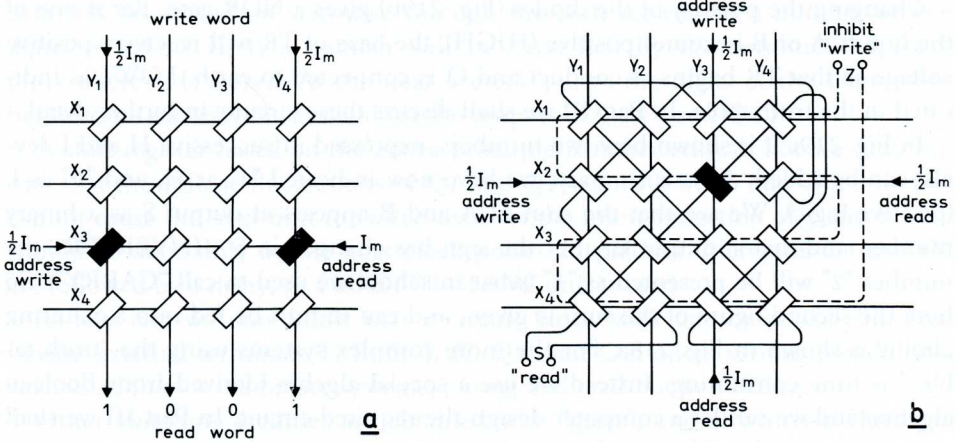 write word
½Im ½Im
Y1 Y2 Y3 Y4
X1
X2
X3
X4
½Im
address
write
Im
address
read
1 0 0 1
read word
a
address
write
½Im
inhibit
"write"
Z
Y1 Y2 Y3 Y4
X1
X2
X3
X4
½Im
address
write
½Im
address
read
S
"read"
½Im
address
read
b